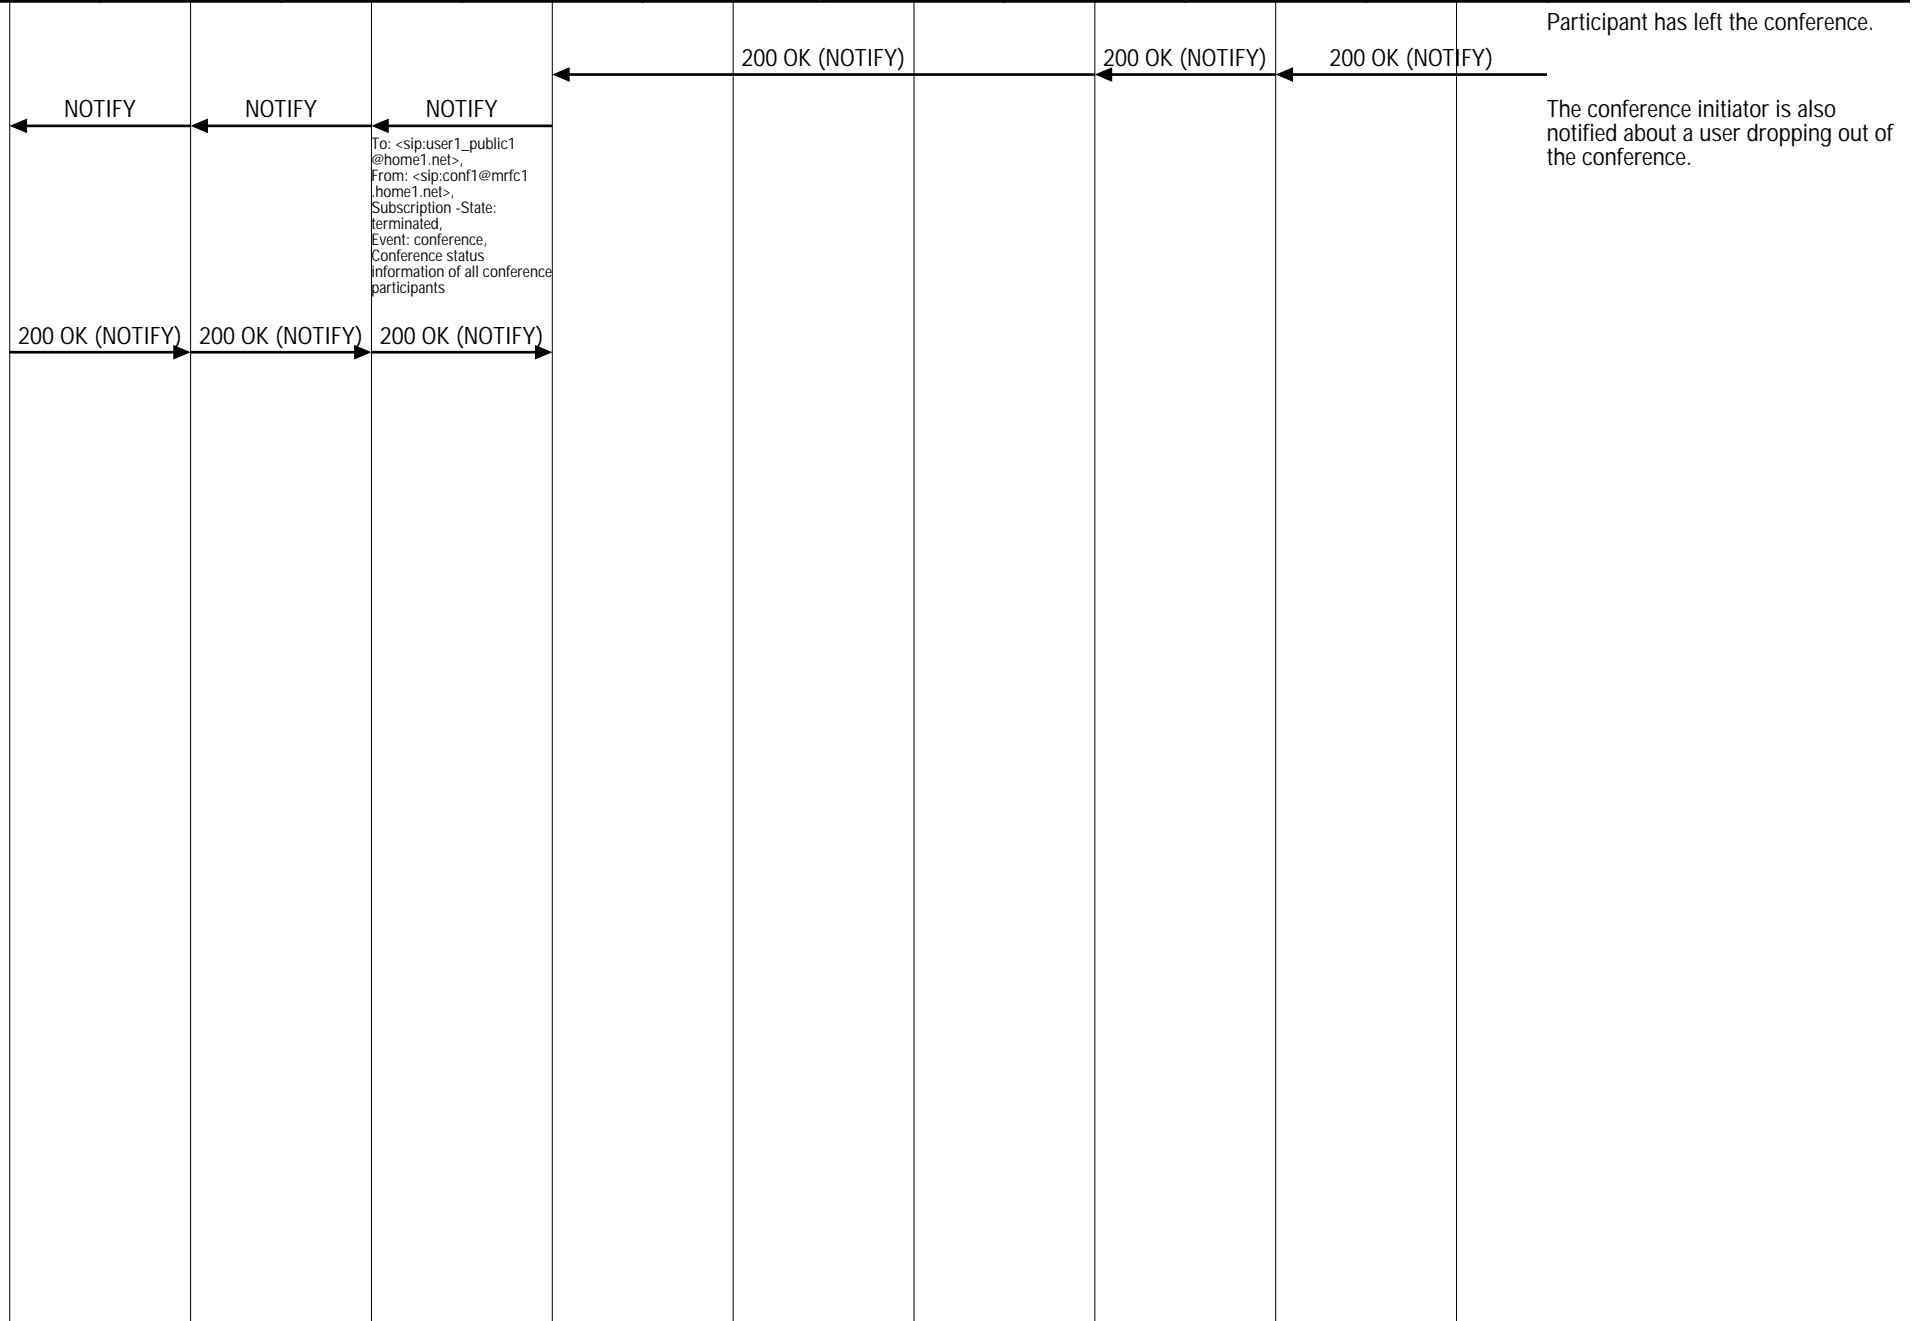 Participant has left the conference.
200 OK (NOTIFY)
200 OK (NOTIFY)
200 OK (NOTIFY)
NOTIFY
NOTIFY
NOTIFY
The conference initiator is also
notified about a user dropping out of
the conference.
To: <sip:user1_public1
@home1.net>,
From: <sip:conf1@mrfc1
.home1.net>,
Subscription -State:
terminated,
Event: conference,
Conference status
information of all conference
participants
200 OK (NOTIFY)
200 OK (NOTIFY)
200 OK (NOTIFY)